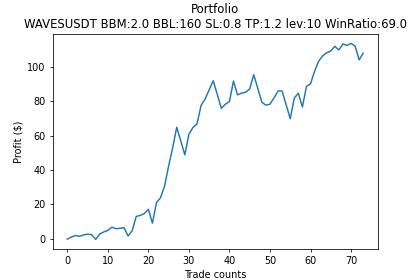 Portfolio
WAVESUSDT BBM:2.0 BBL:160 SL:0.8 TP:1.2 lev:10 WinRatio:69.0
100
80
60
40
20
0
Profit ($)
0 10 20 30 40 50 60 70
Trade counts